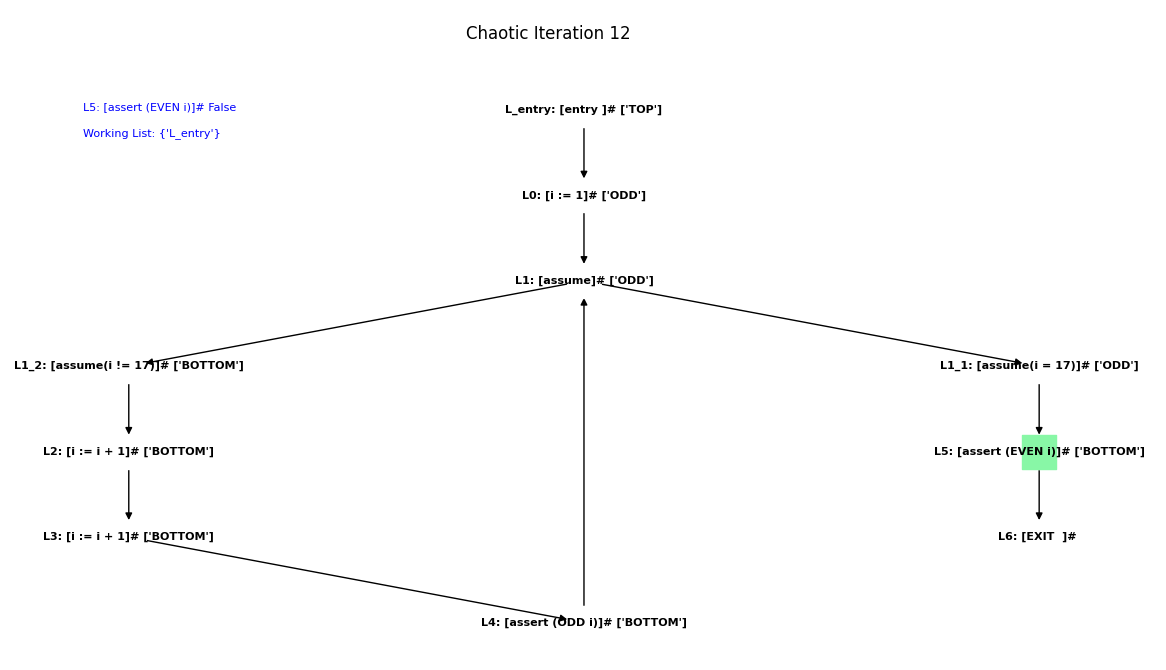 Chaotic Iteration 12
L5: [assert (EVEN i)]# False
Working List: {'L_entry'}
L_entry: [entry ]# ['TOP']
L0: [i := 1]# ['ODD']
L1: [assume]# ['ODD']
L1_2: [assume(i != 17)]# ['BOTTOM']
L1_1: [assume(i = 17)]# ['ODD']
L2: [i := i + 1]# ['BOTTOM']
L5: [assert (EVEN i)]# ['BOTTOM']
L3: [i := i + 1]# ['BOTTOM']
L6: [EXIT  ]#
L4: [assert (ODD i)]# ['BOTTOM']